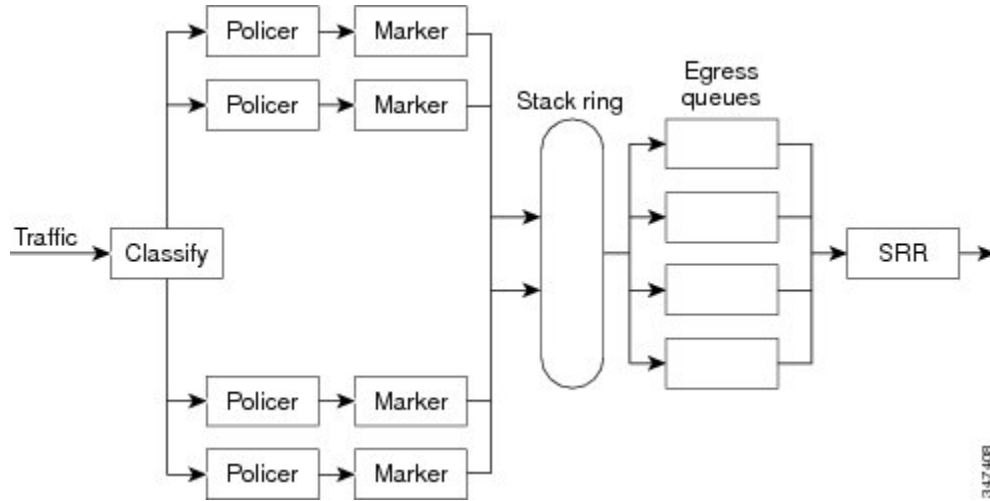 Policer
Marker
Policer
Marker
Stack ring
Egress
queues
Traffic
Classify
SRR
Policer
Marker
Policer
Marker
347408